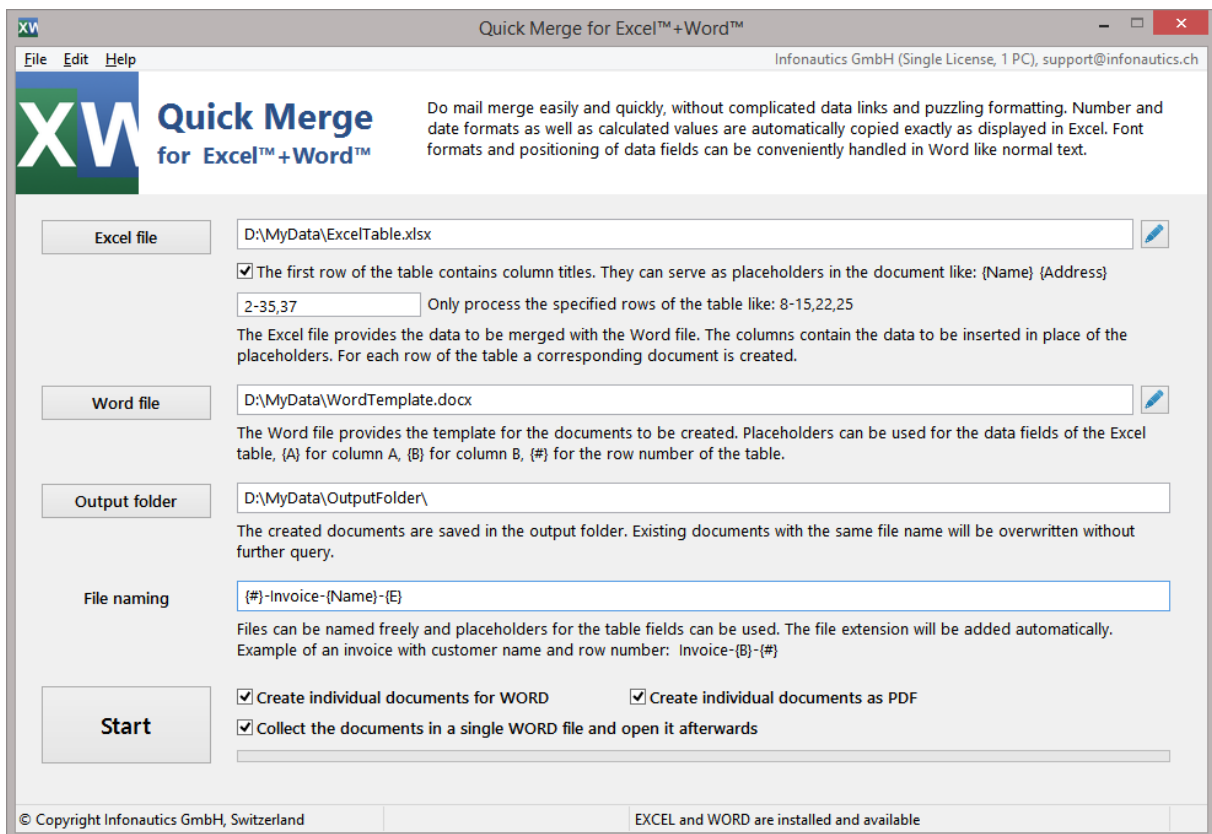 XW Quick Merge for Excel™+Word™
File Edit Help Infonautics GmbH (Single License, 1 PC), support@infonautics.ch
XW
Quick Merge
for Excel™+Word™
Do mail merge easily and quickly, without complicated data links and puzzling formatting. Number and
date formats as well as calculated values are automatically copied exactly as displayed in Excel. Font
formats and positioning of data fields can be conveniently handled in Word like normal text.
Excel file D:\MyData\ExcelTable.xlsx
The first row of the table contains column titles. They can serve as placeholders in the document like: {Name} {Address}
2-35,37 Only process the specified rows of the table like: 8-15,22,25
The Excel file provides the data to be merged with the Word file. The columns contain the data to be inserted in place of the
placeholders. For each row of the table a corresponding document is created.
Word file D:\MyData\WordTemplate.docx
The Word file provides the template for the documents to be created. Placeholders can be used for the data fields of the Excel
table, {A} for column A, {B} for column B, {#} for the row number of the table.
Output folder D:\MyData\OutputFolder\
The created documents are saved in the output folder. Existing documents with the same file name will be overwritten without
further query.
File naming {#}-Invoice-{Name}-{E}
Files can be named freely and placeholders for the table fields can be used. The file extension will be added automatically.
Example of an invoice with customer name and row number: Invoice-{B}-{#}
Start
Create individual documents for WORD Create individual documents as PDF
Collect the documents in a single WORD file and open it afterwards
© Copyright Infonautics GmbH, Switzerland EXCEL and WORD are installed and available